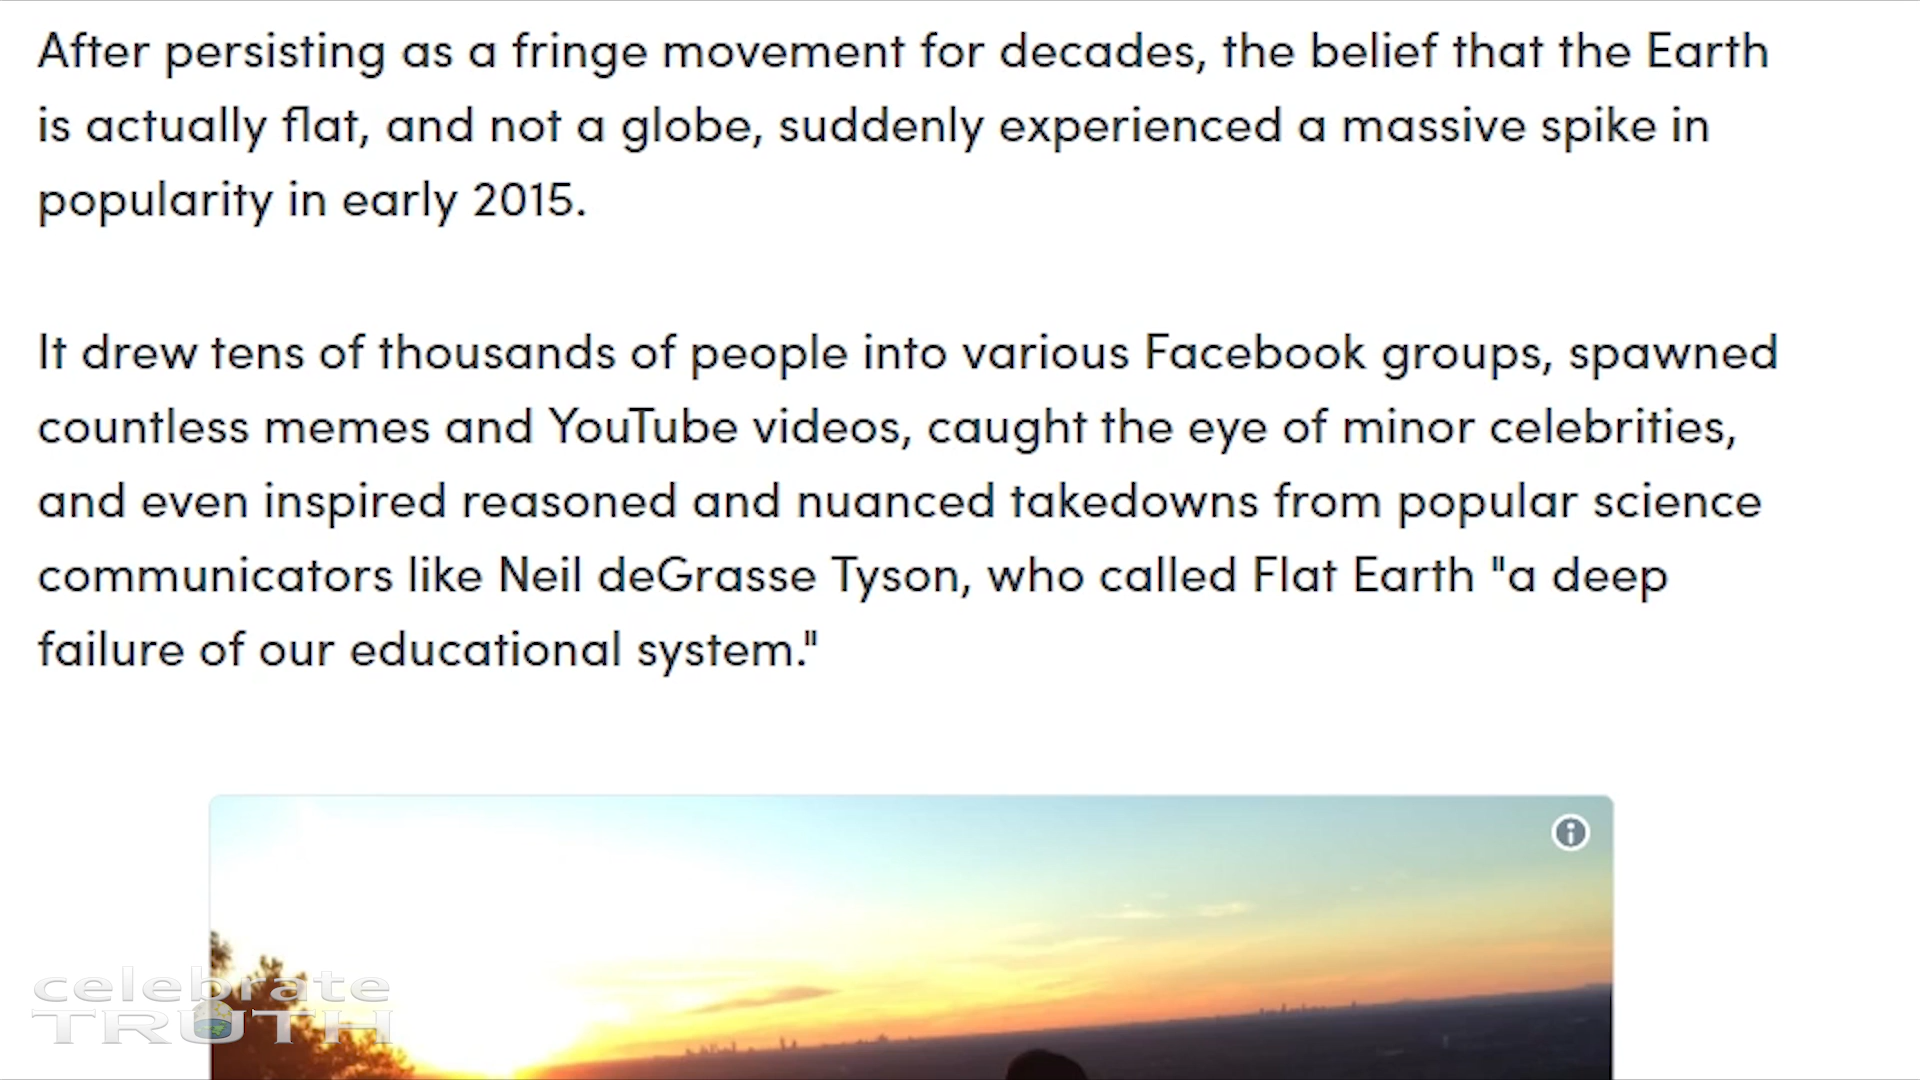 After persisting as a fringe movement for decades, the belief that the Earth
is actually flat, and not a globe, suddenly experienced a massive spike in
popularity in early 2015.
It drew tens of thousands of people into various Facebook groups, spawned
countless memes and YouTube videos, caught the eye of minor celebrities,
and even inspired reasoned and nuanced takedowns from popular science
communicators like Neil deGrasse Tyson, who called Flat Earth "a deep
failure of our educational system."
celebrate
TRUTH